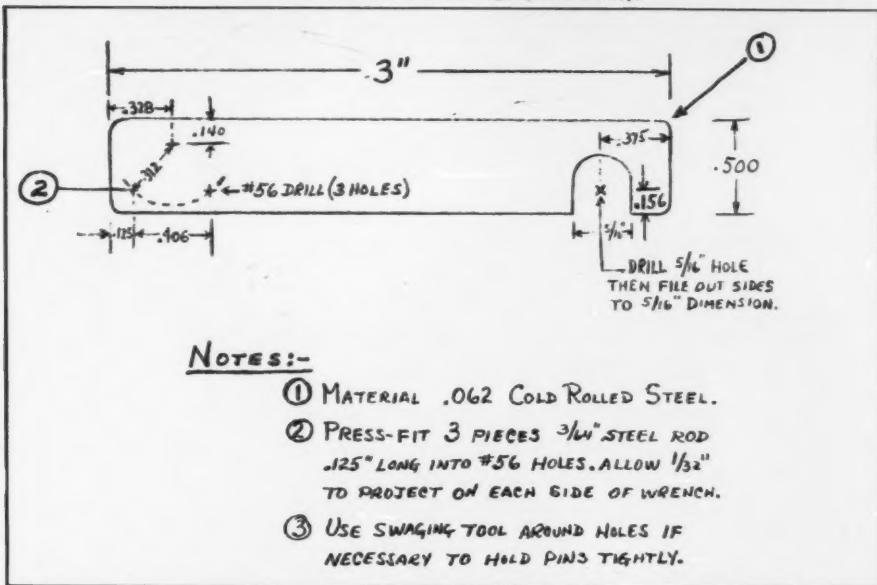 ①
3"
.328
.140
.375
.500
.312
②
#56 DRILL (3 HOLES)
.156
.125
.406
5/16"
DRILL 5/16" HOLE
THEN FILE OUT SIDES
TO 5/16" DIMENSION.
NOTES:-
① MATERIAL .062 COLD ROLLED STEEL.
② PRESS-FIT 3 PIECES 3/64" STEEL ROD
.125" LONG INTO #56 HOLES. ALLOW 1/32"
TO PROJECT ON EACH SIDE OF WRENCH.
③ USE SWAGING TOOL AROUND HOLES IF
NECESSARY TO HOLD PINS TIGHTLY.